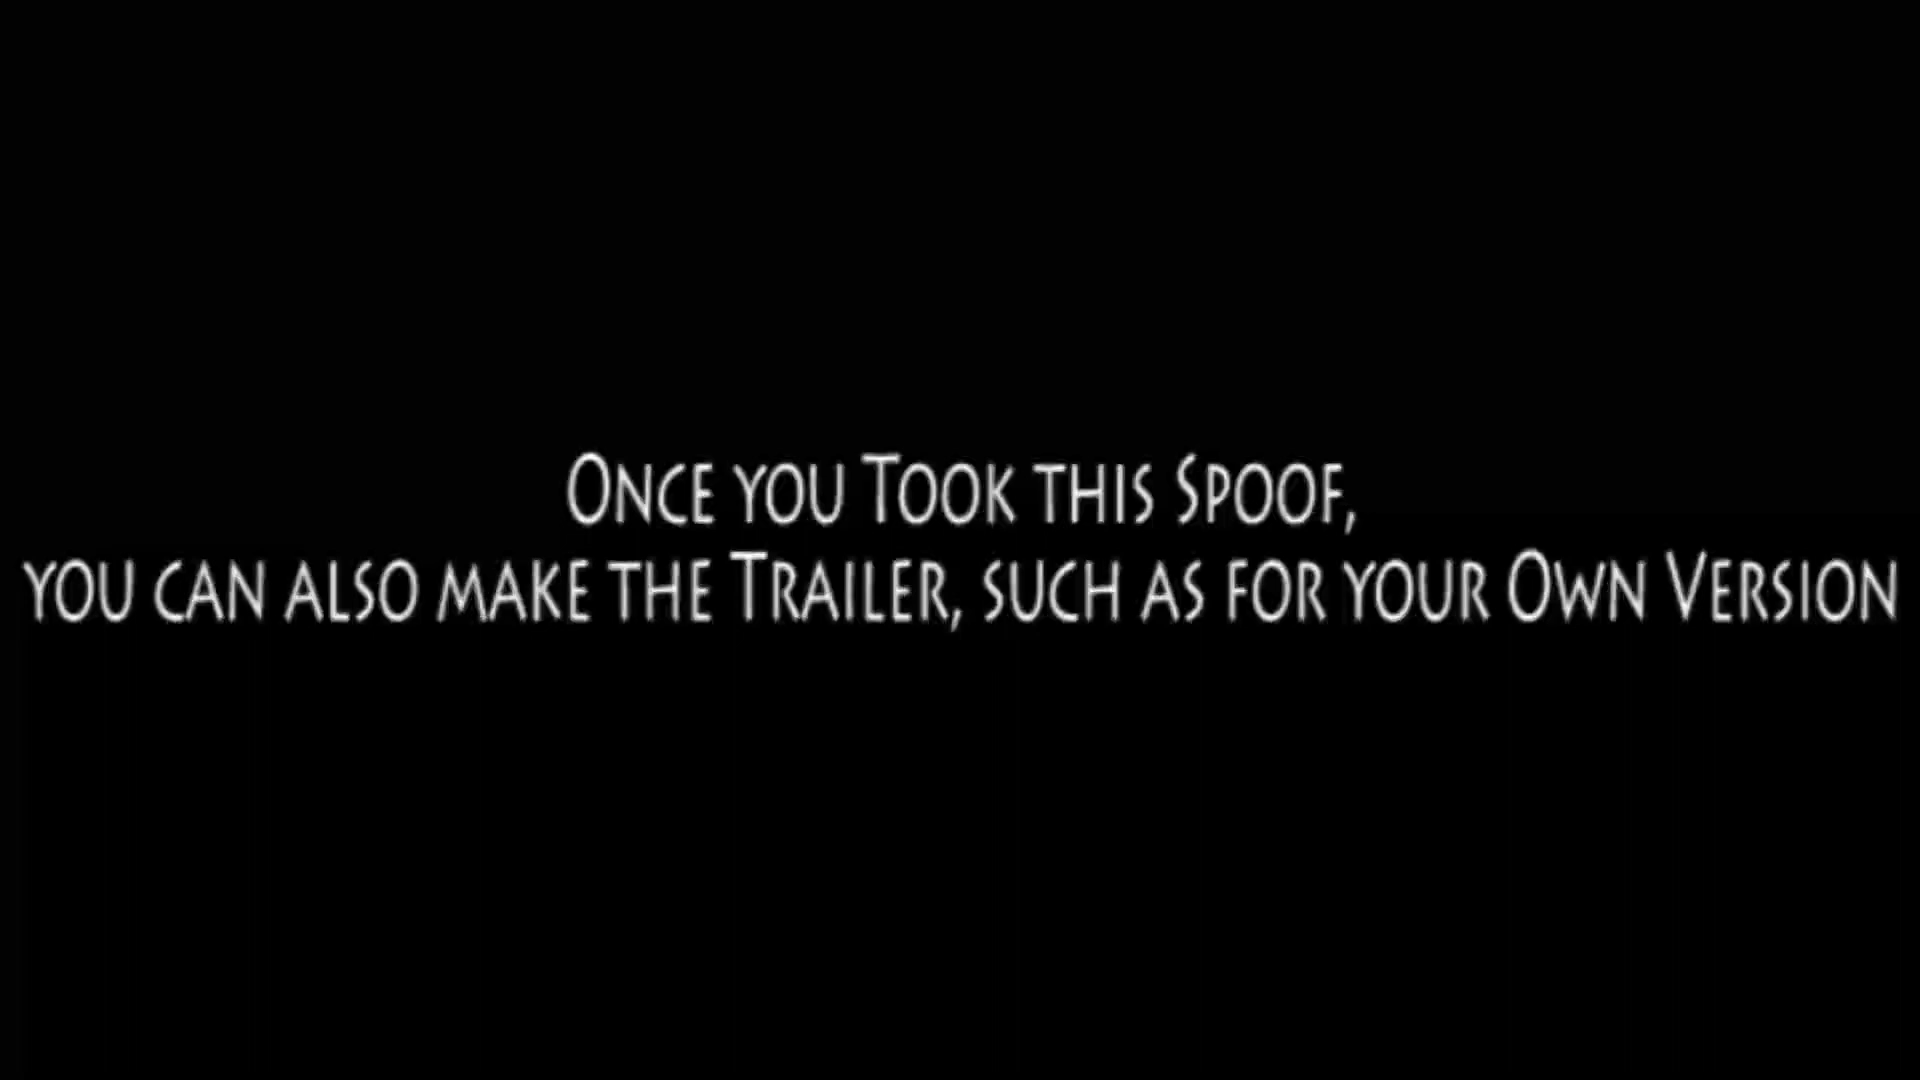 Once you Took this Spoof,
you can also make the Trailer, such as for your Own Version